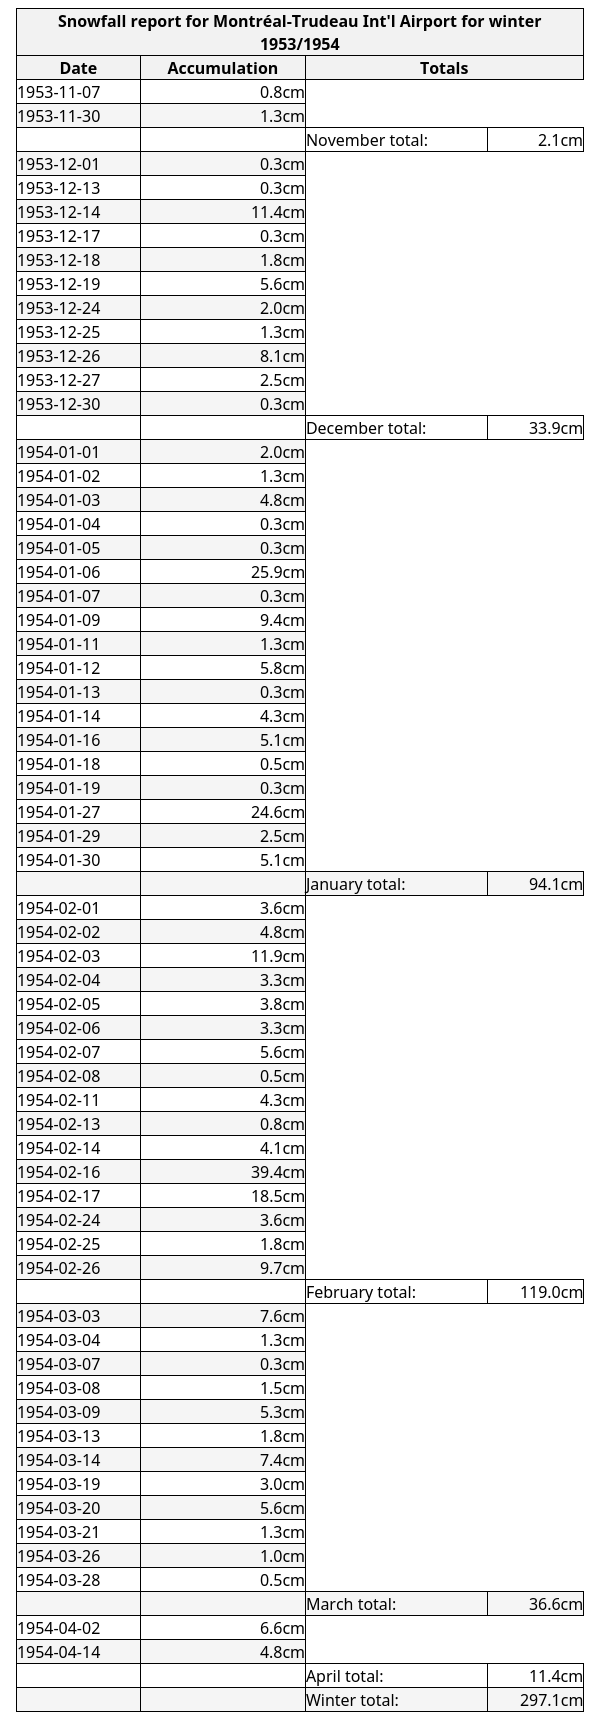 Snowfall report for Montréal-Trudeau Int'l Airport for winter
1953/1954
Date Accumulation Totals
1953-11-07 0.8cm
1953-11-30 1.3cm
November total: 2.1cm
1953-12-01 0.3cm
1953-12-13 0.3cm
1953-12-14 11.4cm
1953-12-17 0.3cm
1953-12-18 1.8cm
1953-12-19 5.6cm
1953-12-24 2.0cm
1953-12-25 1.3cm
1953-12-26 8.1cm
1953-12-27 2.5cm
1953-12-30 0.3cm
December total: 33.9cm
1954-01-01 2.0cm
1954-01-02 1.3cm
1954-01-03 4.8cm
1954-01-04 0.3cm
1954-01-05 0.3cm
1954-01-06 25.9cm
1954-01-07 0.3cm
1954-01-09 9.4cm
1954-01-11 1.3cm
1954-01-12 5.8cm
1954-01-13 0.3cm
1954-01-14 4.3cm
1954-01-16 5.1cm
1954-01-18 0.5cm
1954-01-19 0.3cm
1954-01-27 24.6cm
1954-01-29 2.5cm
1954-01-30 5.1cm
January total: 94.1cm
1954-02-01 3.6cm
1954-02-02 4.8cm
1954-02-03 11.9cm
1954-02-04 3.3cm
1954-02-05 3.8cm
1954-02-06 3.3cm
1954-02-07 5.6cm
1954-02-08 0.5cm
1954-02-11 4.3cm
1954-02-13 0.8cm
1954-02-14 4.1cm
1954-02-16 39.4cm
1954-02-17 18.5cm
1954-02-24 3.6cm
1954-02-25 1.8cm
1954-02-26 9.7cm
February total: 119.0cm
1954-03-03 7.6cm
1954-03-04 1.3cm
1954-03-07 0.3cm
1954-03-08 1.5cm
1954-03-09 5.3cm
1954-03-13 1.8cm
1954-03-14 7.4cm
1954-03-19 3.0cm
1954-03-20 5.6cm
1954-03-21 1.3cm
1954-03-26 1.0cm
1954-03-28 0.5cm
March total: 36.6cm
1954-04-02 6.6cm
1954-04-14 4.8cm
April total: 11.4cm
Winter total: 297.1cm